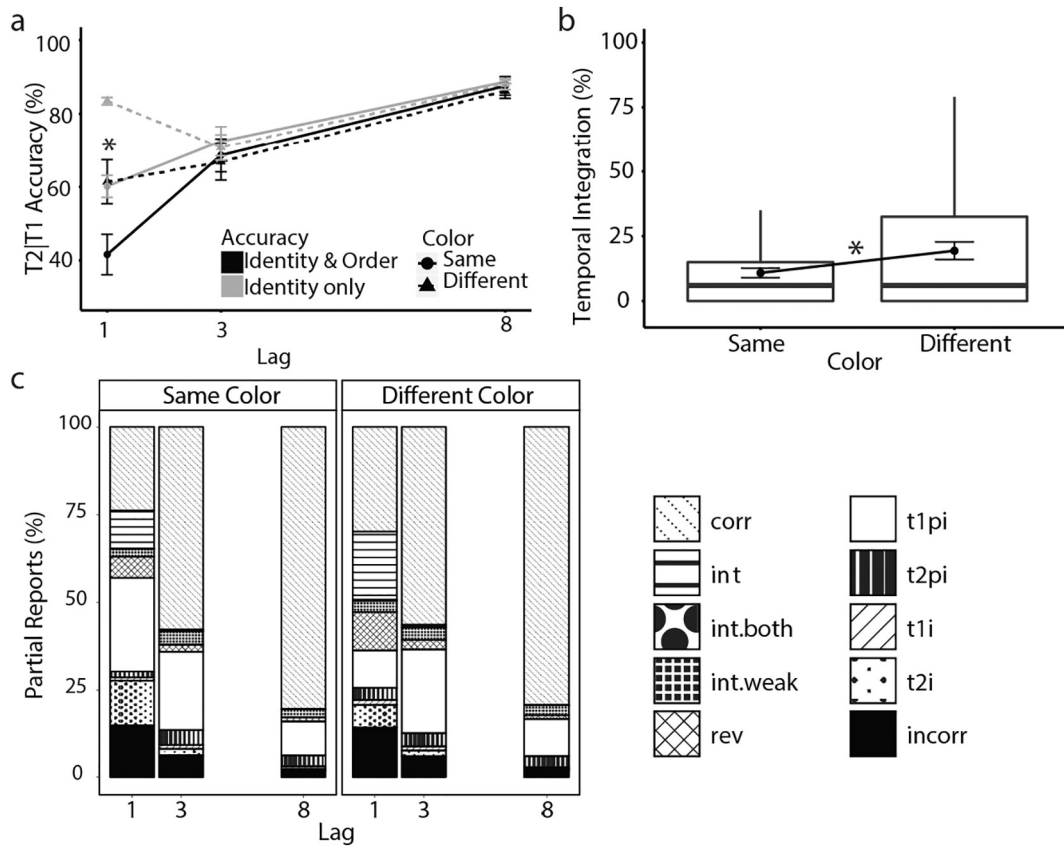 a
T2|T1 Accuracy (%)
100
80
60
40
*
Accuracy
Identity & Order
Identity only
Color
Same
Different
1
3
8
Lag
b
Temporal Integration (%)
100
75
50
25
0
*
Same
Different
Color
c
Same Color
Different Color
Partial Reports (%)
100
75
50
25
0
1
3
8
1
3
8
Lag
corr
int
int.both
int.weak
rev
t1pi
t2pi
t1i
t2i
incorr